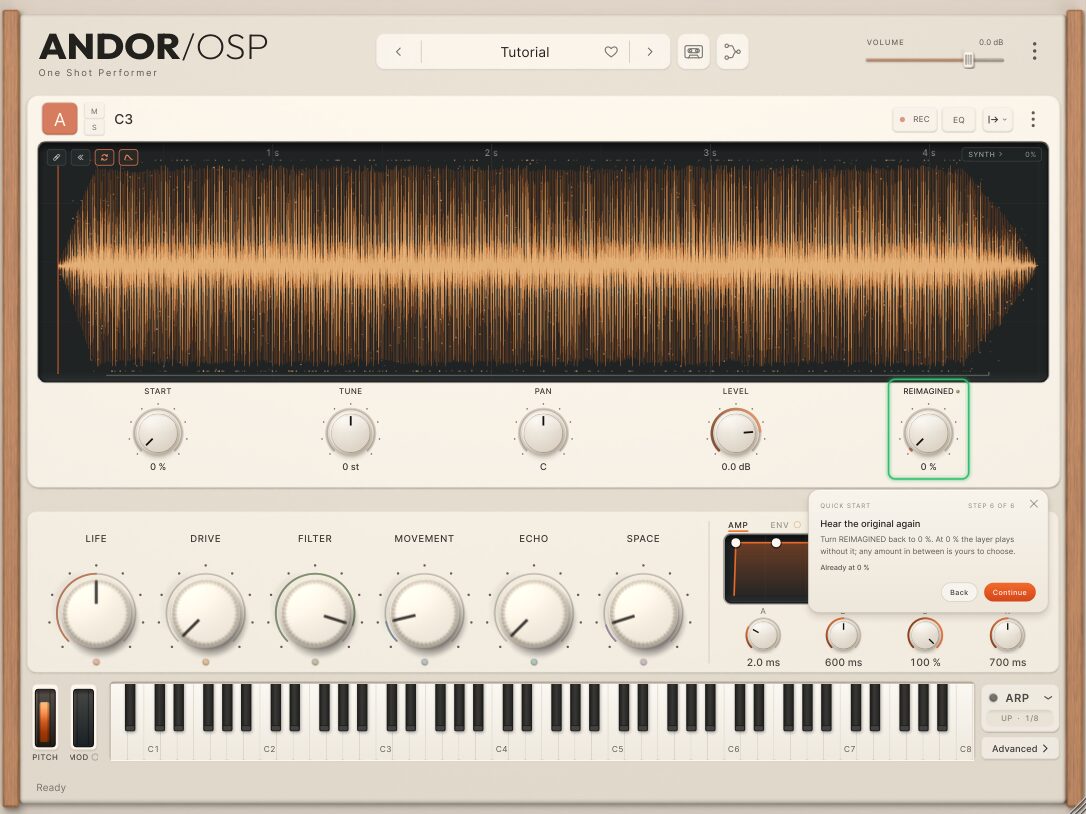 ANDOR/OSP
One Shot Performer
Tutorial
VOLUME 0.0 dB
A
M
S
C3
REC
EQ
1 s 2 s 3 s 4 s
SYNTH > 0%
START TUNE PAN LEVEL REIMAGINED
0 % 0 st C 0.0 dB 0 %
QUICK START STEP 6 OF 6
Hear the original again
Turn REIMAGINED back to 0 %. At 0 % the layer plays
without it; any amount in between is yours to choose.
Already at 0 %
Back Continue
LIFE DRIVE FILTER MOVEMENT ECHO SPACE
AMP ENV
A
2.0 ms 600 ms 100 % 700 ms
PITCH MOD
C1 C2 C3 C4 C5 C6 C7 C8
ARP
UP · 1/8
Advanced >
Ready